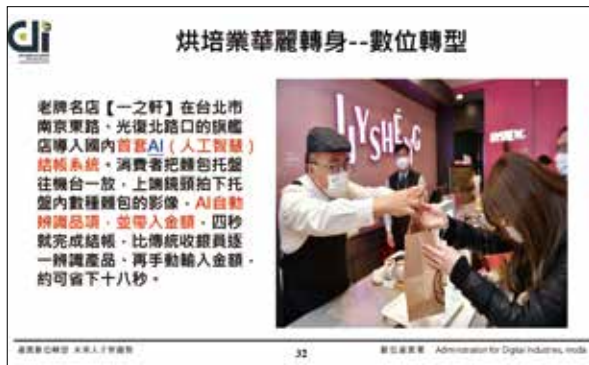 di
烘培業華麗轉身--數位轉型
老牌名店【一之軒】在台北市
南京東路、光復北路口的旗艦
店導入國內首套AI（人工智慧）
結帳系統。消費者把麵包托盤
往機台一放，上端鏡頭拍下托
盤內數種麵包的影像，AI自動
辨識品項，並帶入金額，四秒
就完成結帳，比傳統收銀員逐
一辨識產品、再手動輸入金額，
約可省下十八秒。
32
數位產業署 Administration for Digital Industries, moda